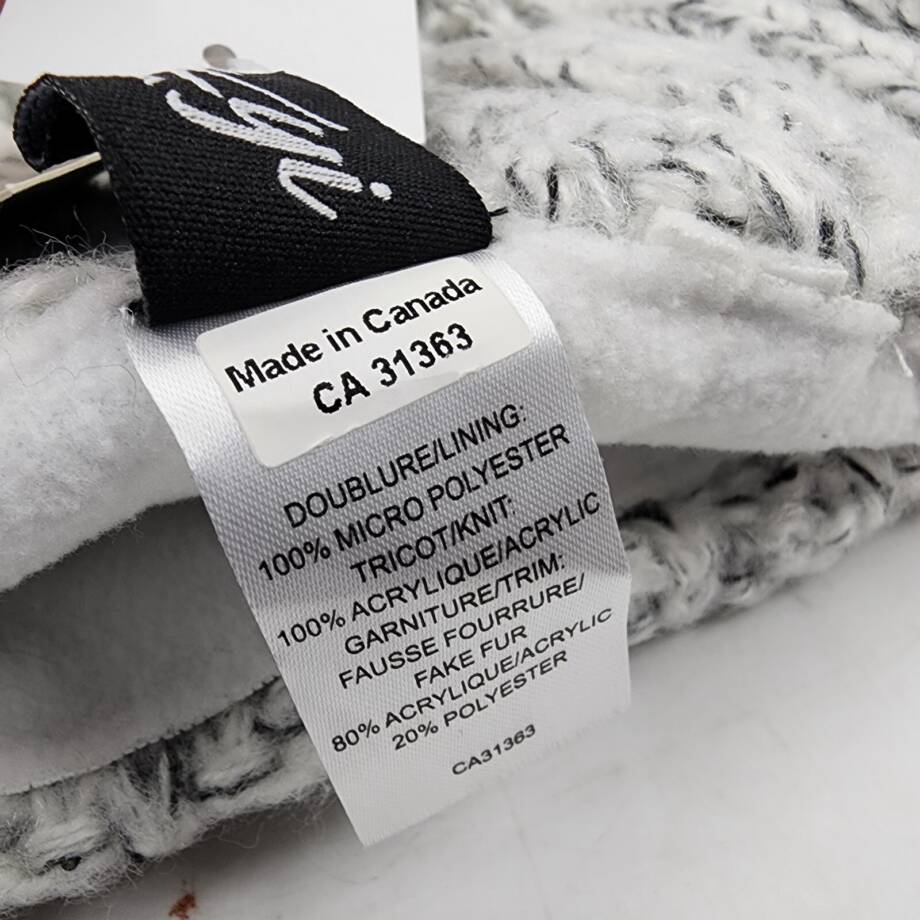 Made in Canada
CA 31363
DOUBLURE/LINING:
100% MICRO POLYESTER
TRICOT/KNIT:
100% ACRYLIQUE/ACRYLIC
GARNITURE/TRIM:
FAUSSE FOURRURE/
FAKE FUR
80% ACRYLIQUE/ACRYLIC
20% POLYESTER
CA31363